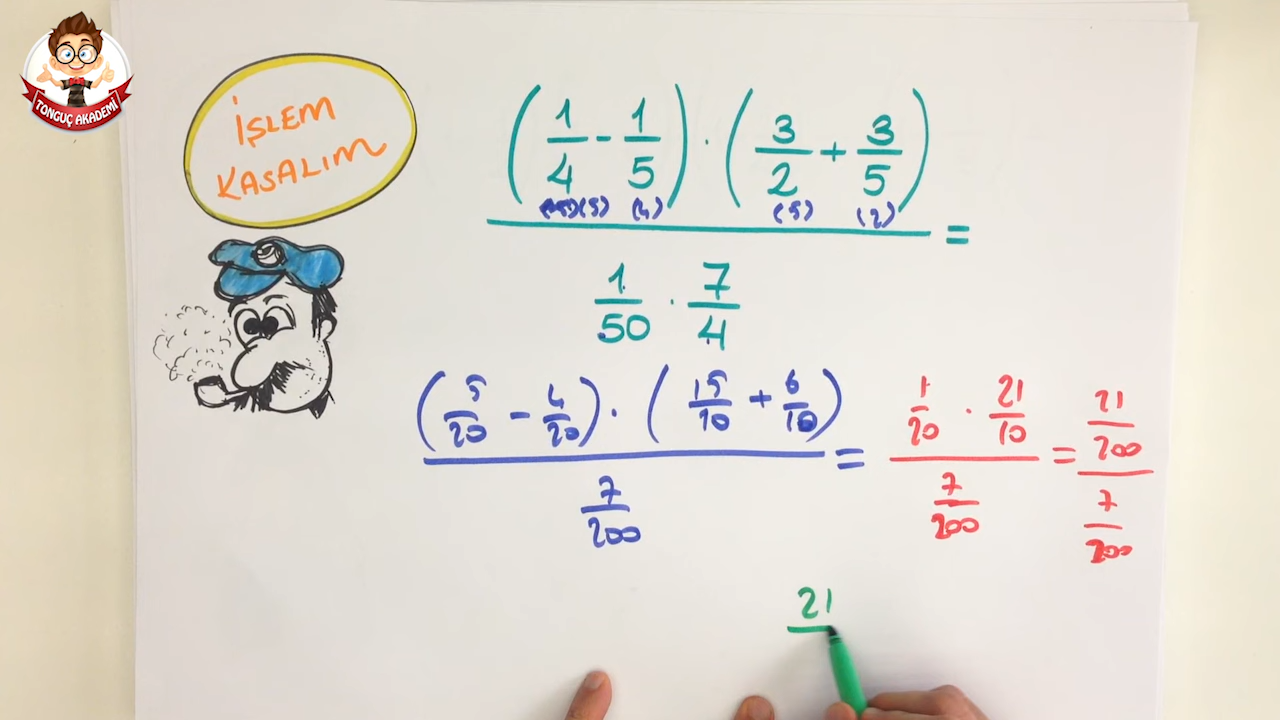 TONGUÇ AKADEMİ
İŞLEM
KASALIM
(1/4 - 1/5) · (3/2 + 3/5)
(5) (4) (5) (2)
=
1/50 · 7/4
(5/20 - 4/20) · (15/10 + 6/10)
=
7/200
1/20 · 21/10
=
7/200
21/200
7/200
21